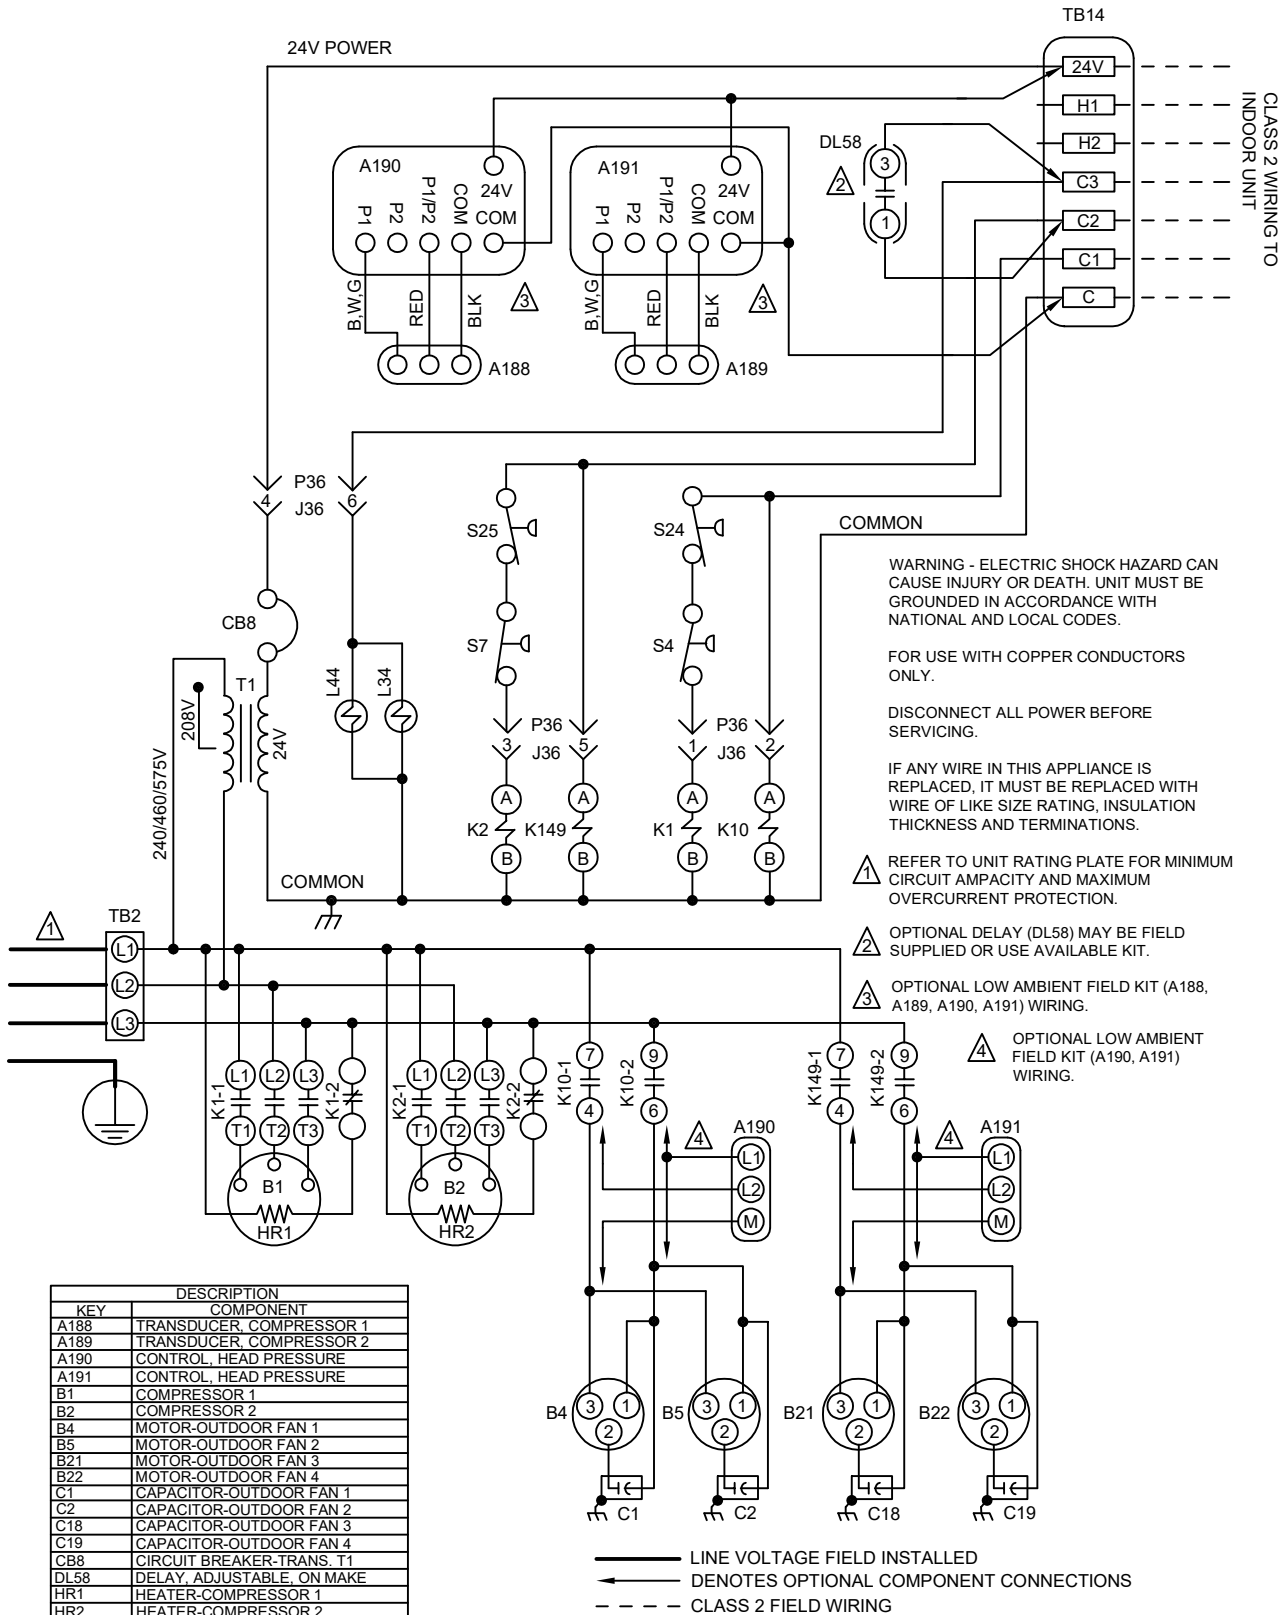 TB14
24V POWER
24V
H1
H2
C3
C2
C1
C
CLASS 2 WIRING TO
INDOOR UNIT
DL58
3
1
2
A190
24V
P1
P2
P1/P2
COM
COM
B,W,G
RED
BLK
3
A188
A191
24V
P1
P2
P1/P2
COM
COM
B,W,G
RED
BLK
3
A189
P36
4
J36
6
S25
S24
COMMON
CB8
S7
S4
T1
208V
24V
240/460/575V
L44
L34
P36
3
J36
5
P36
1
J36
2
A
A
A
A
K2
K149
K1
K10
B
B
B
B
COMMON
WARNING - ELECTRIC SHOCK HAZARD CAN
CAUSE INJURY OR DEATH. UNIT MUST BE
GROUNDED IN ACCORDANCE WITH
NATIONAL AND LOCAL CODES.
FOR USE WITH COPPER CONDUCTORS
ONLY.
DISCONNECT ALL POWER BEFORE
SERVICING.
IF ANY WIRE IN THIS APPLIANCE IS
REPLACED, IT MUST BE REPLACED WITH
WIRE OF LIKE SIZE RATING, INSULATION
THICKNESS AND TERMINATIONS.
1 REFER TO UNIT RATING PLATE FOR MINIMUM
CIRCUIT AMPACITY AND MAXIMUM
OVERCURRENT PROTECTION.
2 OPTIONAL DELAY (DL58) MAY BE FIELD
SUPPLIED OR USE AVAILABLE KIT.
3 OPTIONAL LOW AMBIENT FIELD KIT (A188,
A189, A190, A191) WIRING.
4 OPTIONAL LOW AMBIENT
FIELD KIT (A190, A191)
WIRING.
1
TB2
L1
L2
L3
K1-1
L1
L2
L3
K1-2
T1
T2
T3
B1
HR1
K2-1
L1
L2
L3
K2-2
T1
T2
T3
B2
HR2
K10-1
7
4
K10-2
9
6
K149-1
7
4
K149-2
9
6
4
A190
L1
L2
M
4
A191
L1
L2
M
B4
3
1
2
C1
B5
3
1
2
C2
B21
3
1
2
C18
B22
3
1
2
C19
DESCRIPTION
KEY COMPONENT
A188 TRANSDUCER, COMPRESSOR 1
A189 TRANSDUCER, COMPRESSOR 2
A190 CONTROL, HEAD PRESSURE
A191 CONTROL, HEAD PRESSURE
B1 COMPRESSOR 1
B2 COMPRESSOR 2
B4 MOTOR-OUTDOOR FAN 1
B5 MOTOR-OUTDOOR FAN 2
B21 MOTOR-OUTDOOR FAN 3
B22 MOTOR-OUTDOOR FAN 4
C1 CAPACITOR-OUTDOOR FAN 1
C2 CAPACITOR-OUTDOOR FAN 2
C18 CAPACITOR-OUTDOOR FAN 3
C19 CAPACITOR-OUTDOOR FAN 4
CB8 CIRCUIT BREAKER-TRANS. T1
DL58 DELAY, ADJUSTABLE, ON MAKE
HR1 HEATER-COMPRESSOR 1
HR2 HEATER-COMPRESSOR 2
LINE VOLTAGE FIELD INSTALLED
DENOTES OPTIONAL COMPONENT CONNECTIONS
CLASS 2 FIELD WIRING